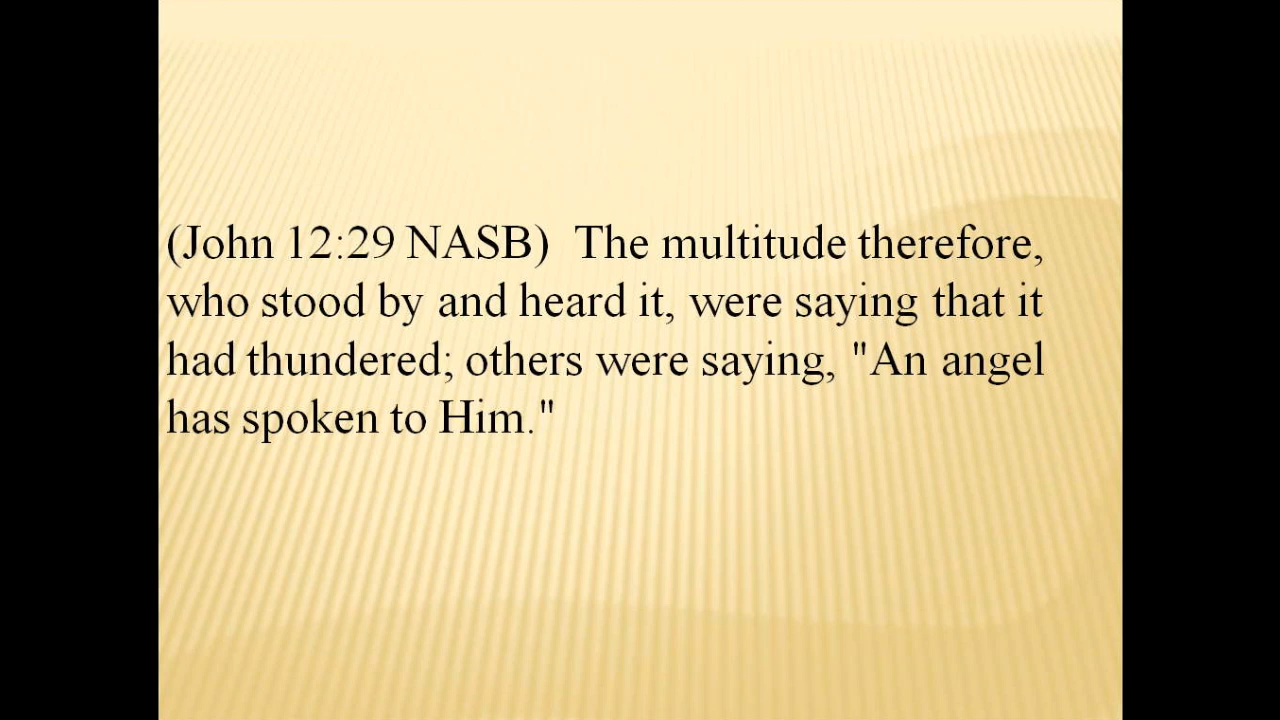 (John 12:29 NASB)  The multitude therefore,
who stood by and heard it, were saying that it
had thundered; others were saying, "An angel
has spoken to Him."